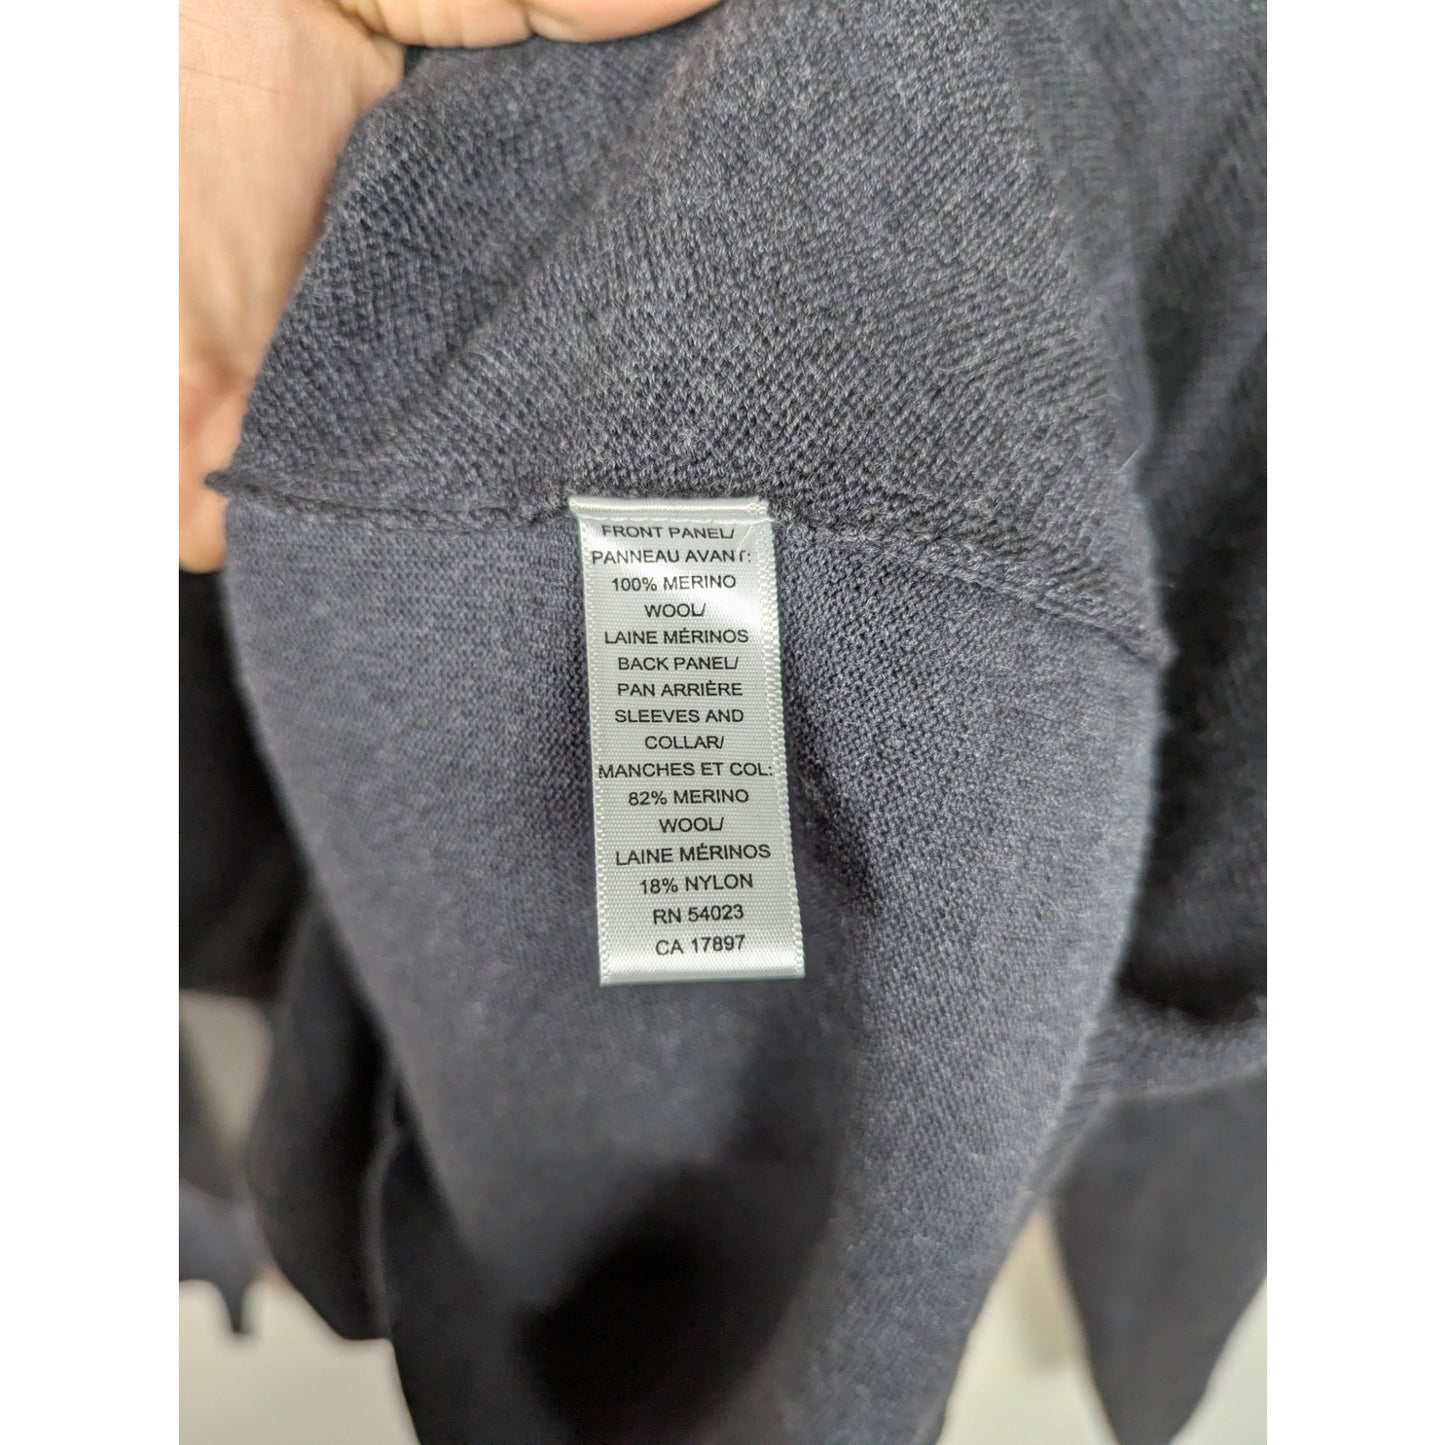 FRONT PANEL/
PANNEAU AVANT:
100% MERINO
WOOL/
LAINE MÉRINOS
BACK PANEL/
PAN ARRIÈRE
SLEEVES AND
COLLAR/
MANCHES ET COL:
82% MERINO
WOOL/
LAINE MÉRINOS
18% NYLON
RN 54023
CA 17897